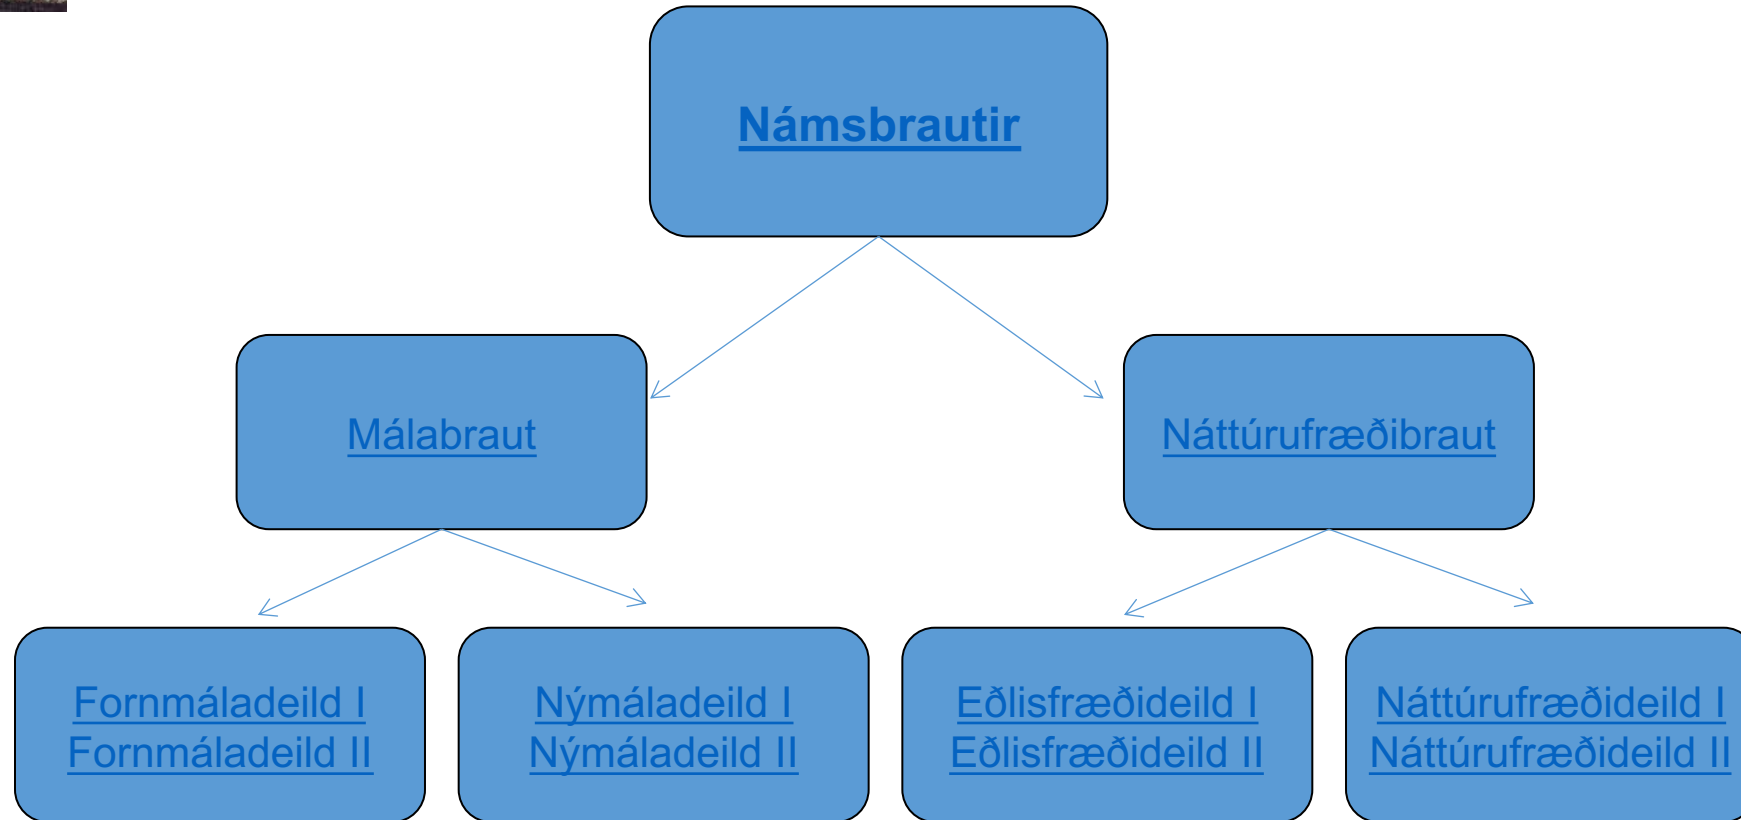 Námsbrautir
Málabraut
Náttúrufræðibraut
Fornmáladeild I
Fornmáladeild II
Nýmáladeild I
Nýmáladeild II
Eðlisfræðideild I
Eðlisfræðideild II
Náttúrufræðideild I
Náttúrufræðideild II